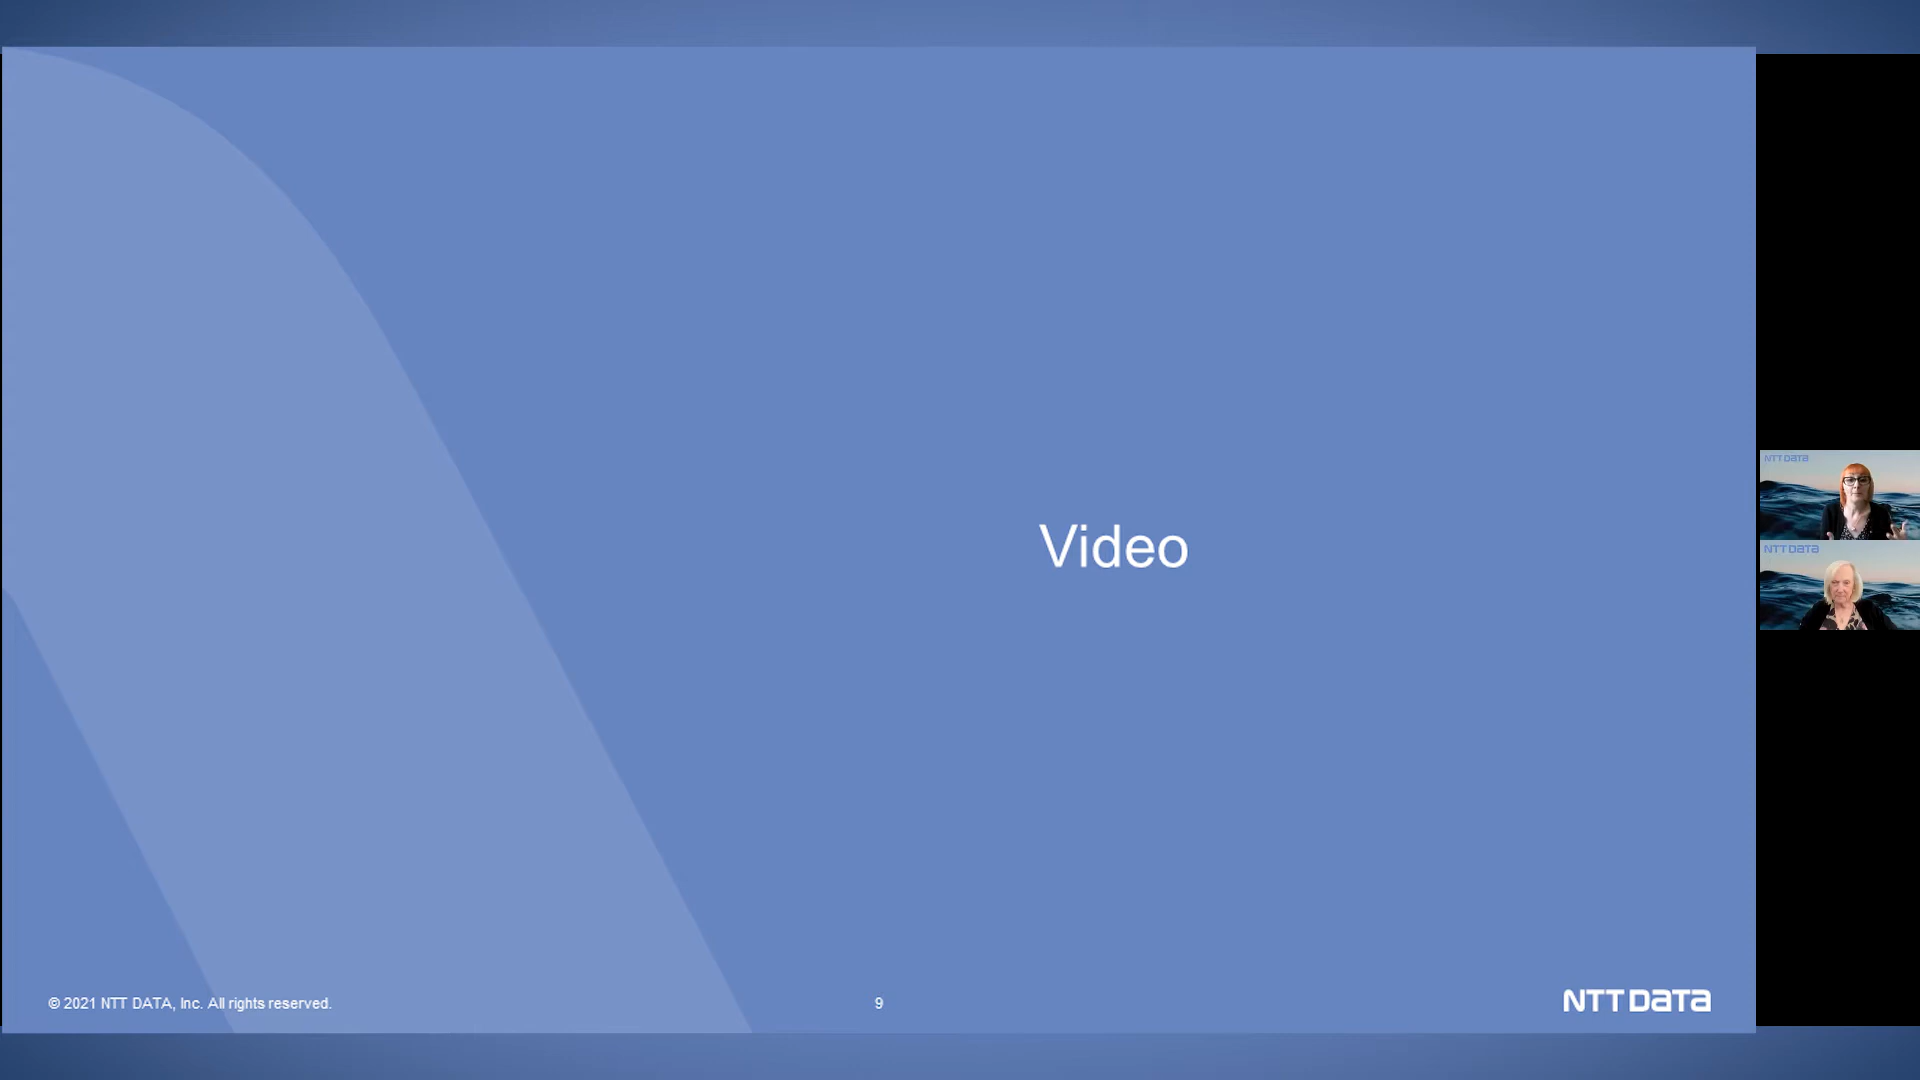 Video
NTT DATA
NTT DATA
© 2021 NTT DATA, Inc. All rights reserved.
9
NTT DATA